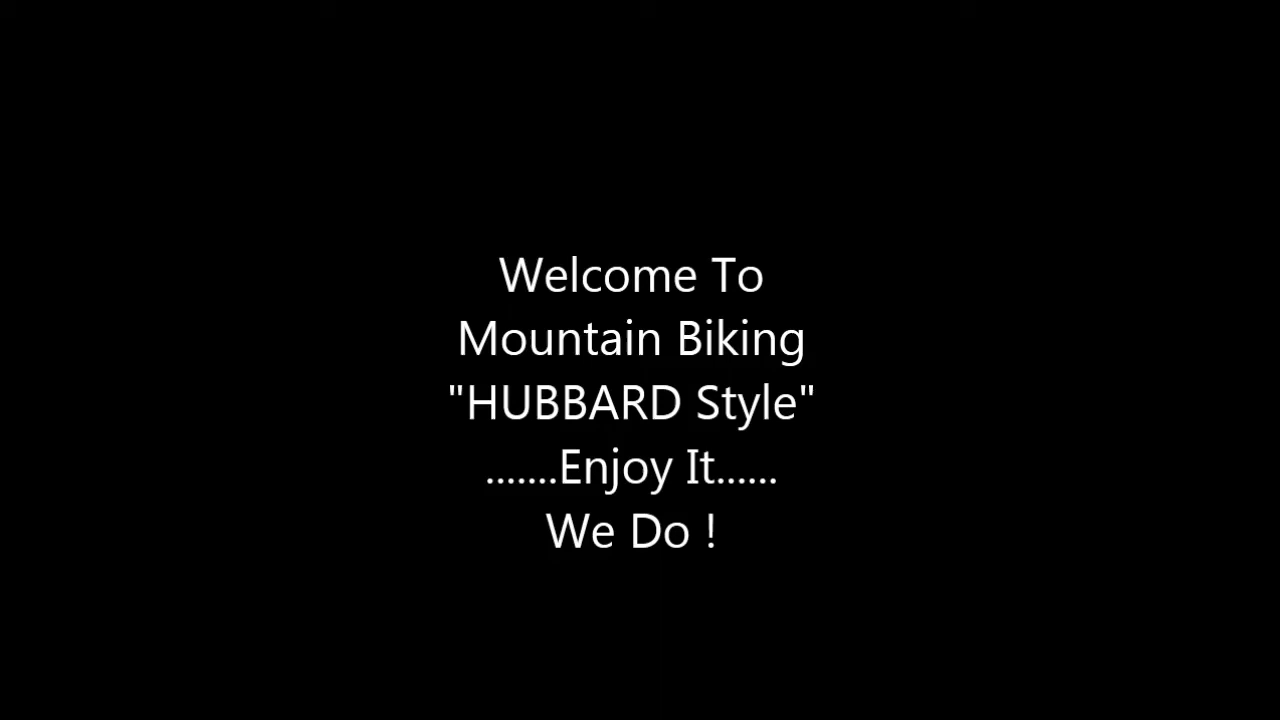 Welcome To
Mountain Biking
"HUBBARD Style"
.......Enjoy It......
We Do !